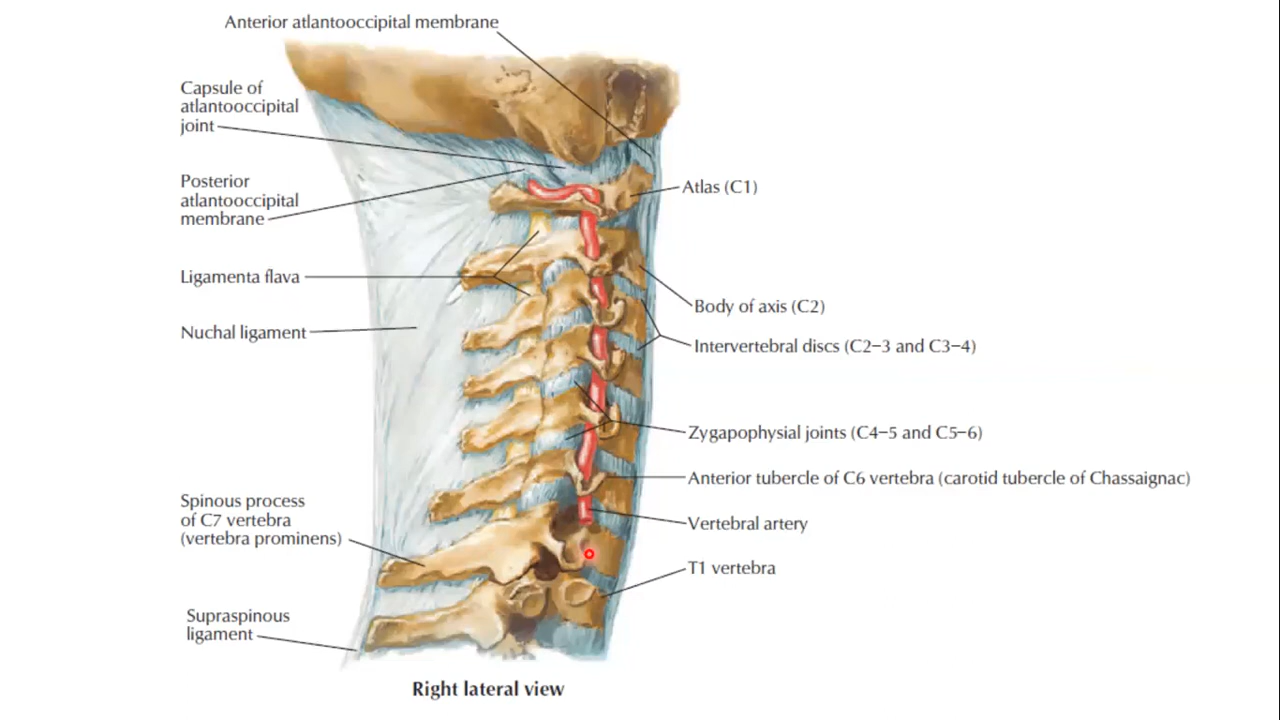 Anterior atlantooccipital membrane
Capsule of
atlantooccipital
joint
Posterior
atlantooccipital
membrane
Ligamenta flava
Nuchal ligament
Spinous process
of C7 vertebra
(vertebra prominens)
Supraspinous
ligament
Atlas (C1)
Body of axis (C2)
Intervertebral discs (C2–3 and C3–4)
Zygapophysial joints (C4–5 and C5–6)
Anterior tubercle of C6 vertebra (carotid tubercle of Chassaignac)
Vertebral artery
T1 vertebra
Right lateral view